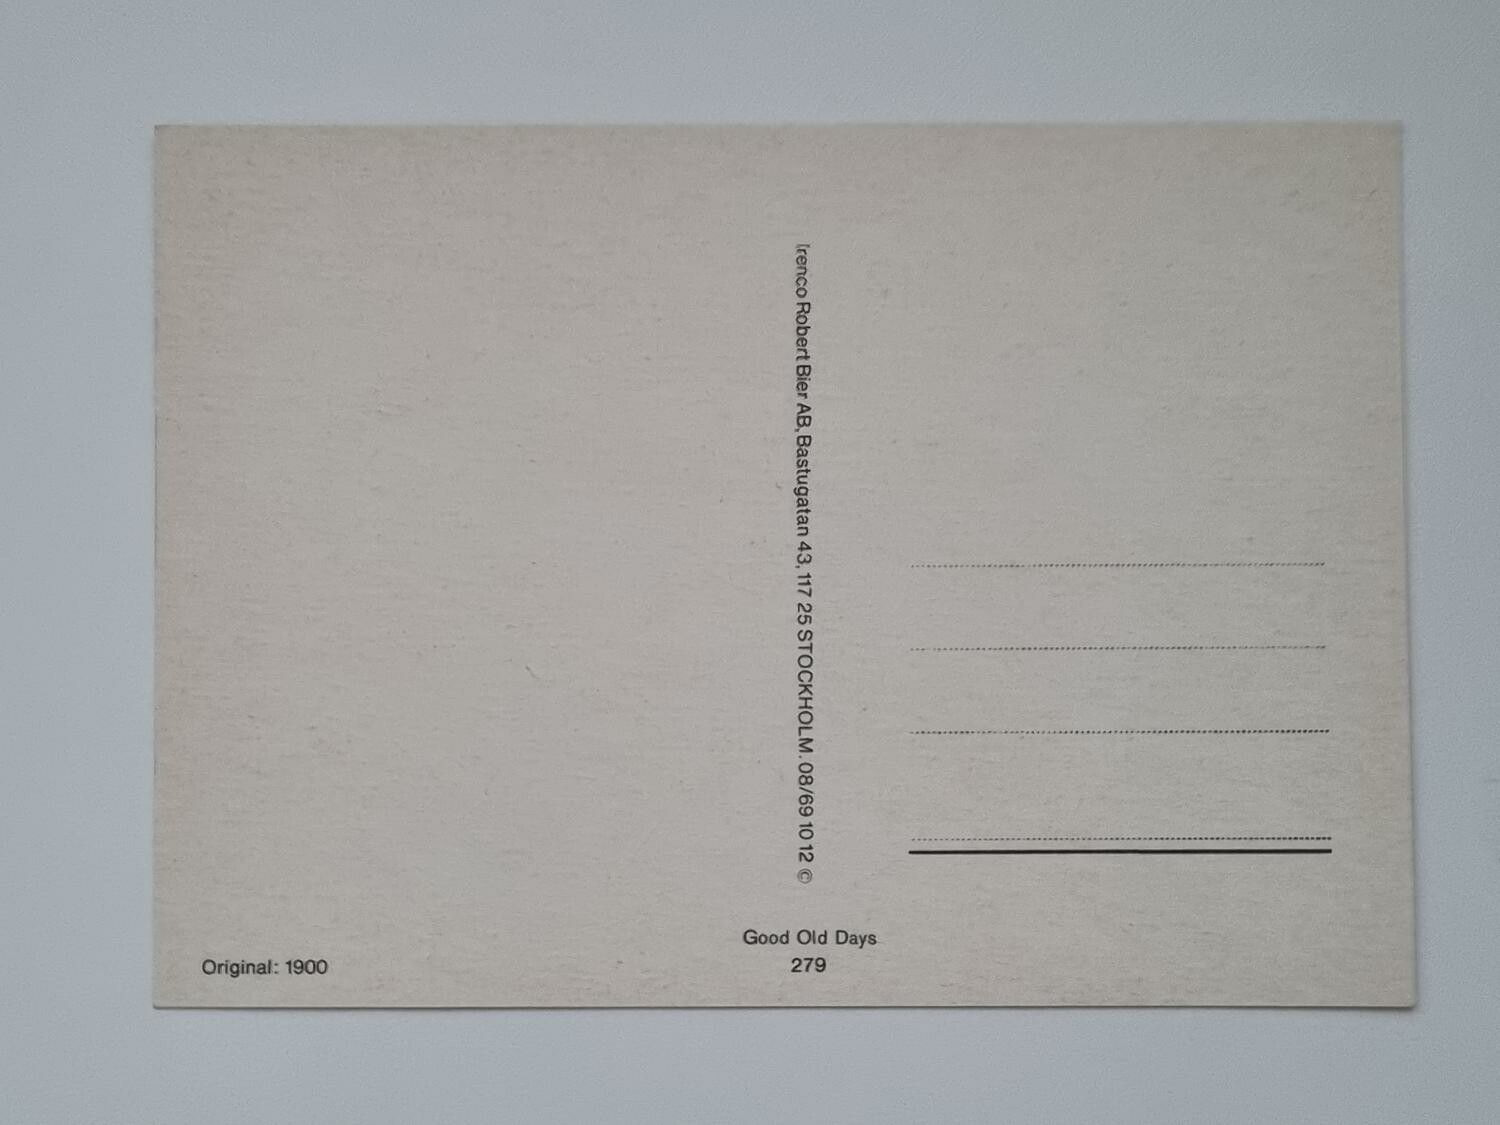 Irenco Robert Bier AB, Bastugatan 43, 117 25 STOCKHOLM. 08/69 10 12 ©
Good Old Days
279
Original: 1900